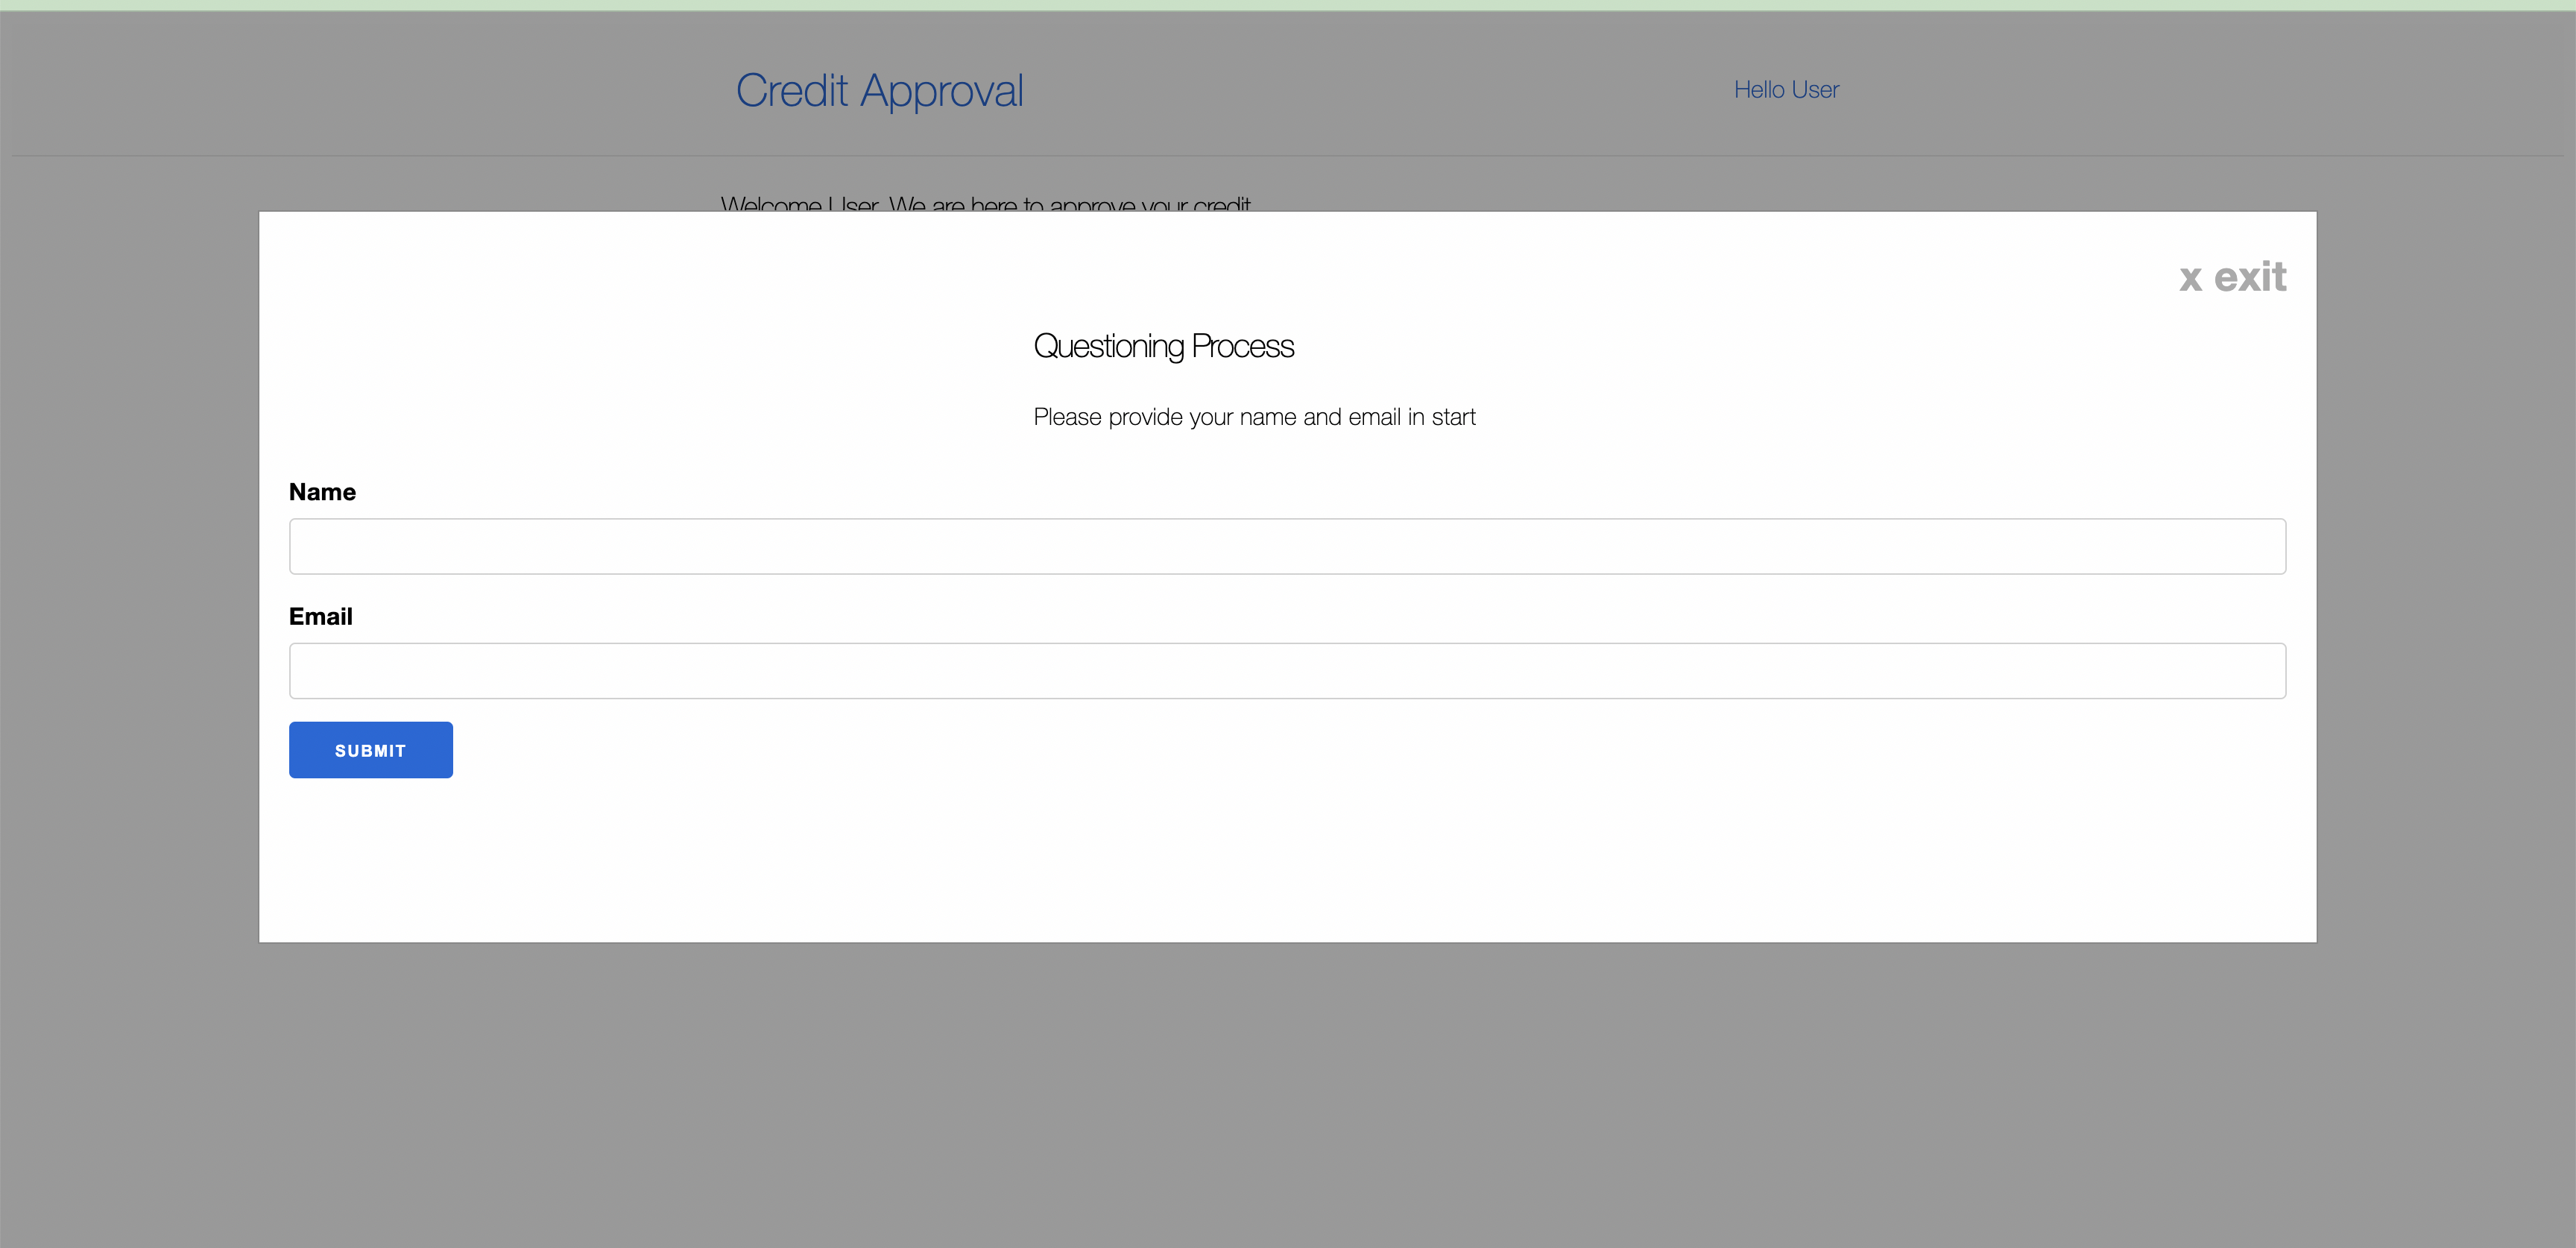 Credit Approval
Hello User
Welcome User. We are here to approve your credit
x exit
Questioning Process
Please provide your name and email in start
Name
Email
SUBMIT